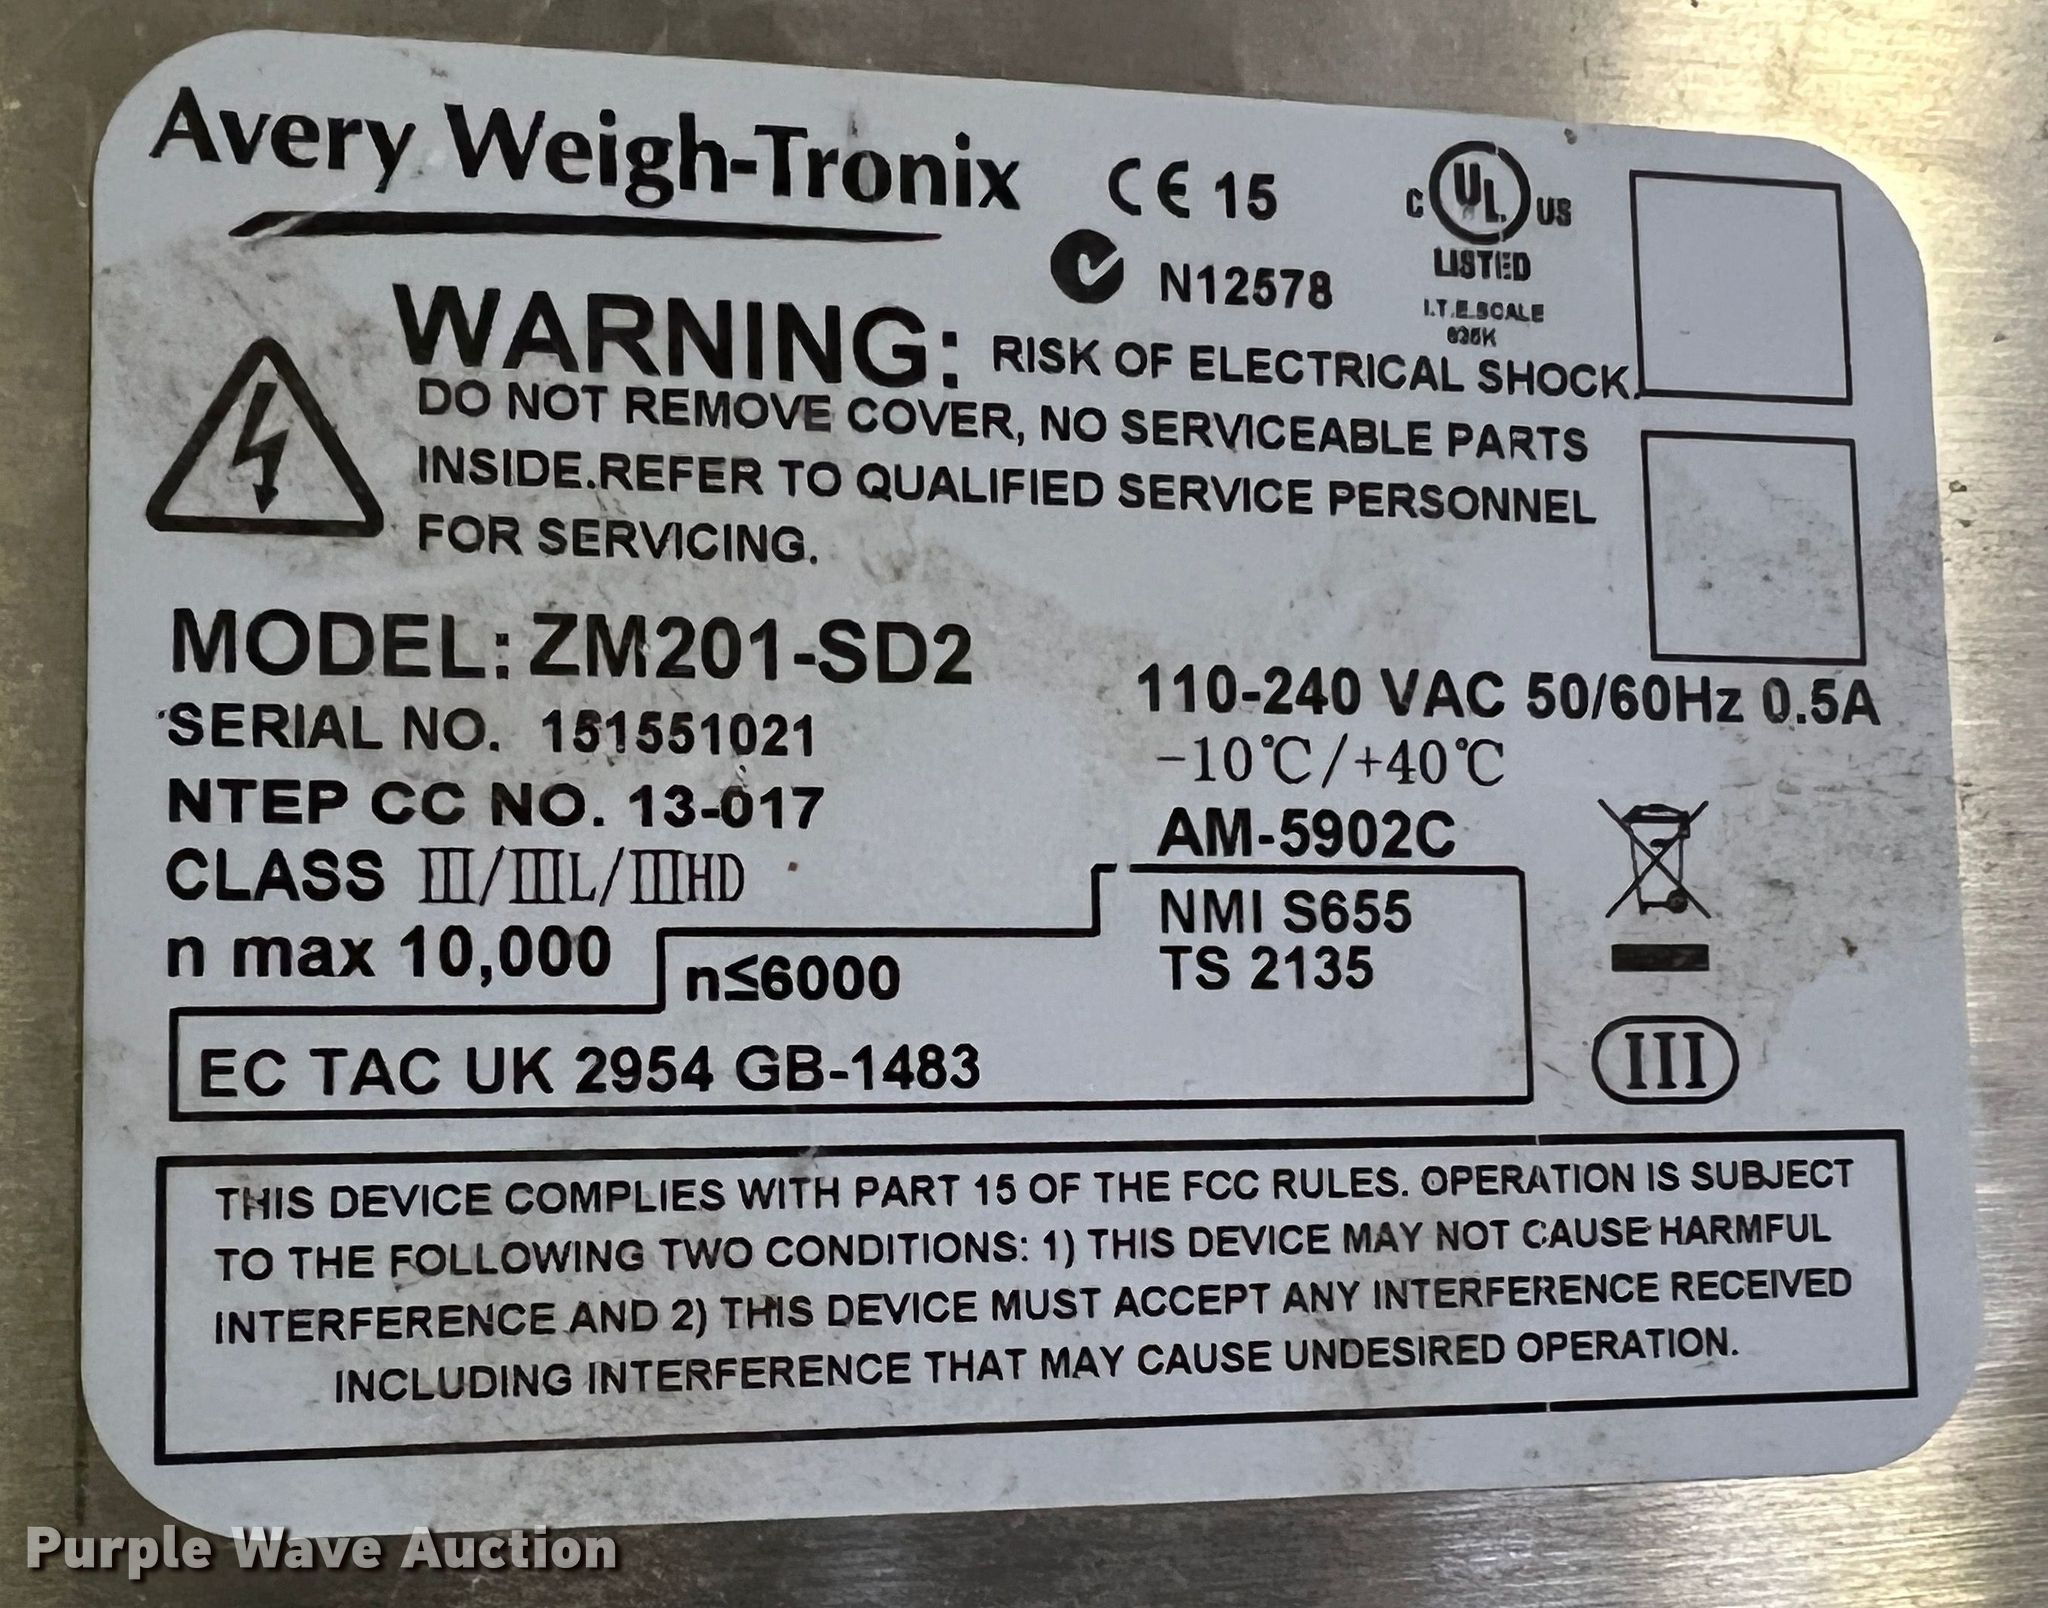 Avery Weigh-Tronix
CE 15
N12578
C UL US
LISTED
I.T.E. SCALE
WARNING: RISK OF ELECTRICAL SHOCK.
DO NOT REMOVE COVER, NO SERVICEABLE PARTS
INSIDE.REFER TO QUALIFIED SERVICE PERSONNEL
FOR SERVICING.
MODEL: ZM201-SD2
SERIAL NO. 151551021
NTEP CC NO. 13-017
CLASS III/IIIL/IIIHD
n max 10,000
n≤6000
110-240 VAC 50/60Hz 0.5A
-10℃/+40℃
AM-5902C
NMI S655
TS 2135
EC TAC UK 2954 GB-1483
III
THIS DEVICE COMPLIES WITH PART 15 OF THE FCC RULES. OPERATION IS SUBJECT
TO THE FOLLOWING TWO CONDITIONS: 1) THIS DEVICE MAY NOT CAUSE HARMFUL
INTERFERENCE AND 2) THIS DEVICE MUST ACCEPT ANY INTERFERENCE RECEIVED
INCLUDING INTERFERENCE THAT MAY CAUSE UNDESIRED OPERATION.
Purple Wave Auction